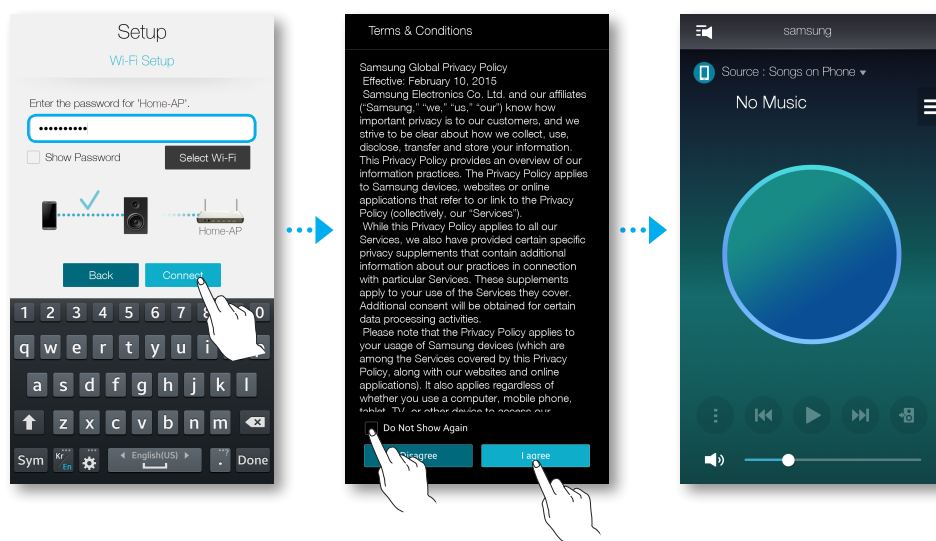 Setup
Wi-Fi Setup
Enter the password for 'Home-AP'.
••••••••••
Show Password
Select Wi-Fi
Home-AP
Back
Connect
1 2 3 4 5 6 7 8 0
q w e r t y u i
a s d f g h j k l
z x c v b n m
Sym Kr En English(US) . ? Done
Terms & Conditions
Samsung Global Privacy Policy
Effective: February 10, 2015
Samsung Electronics Co. Ltd. and our affiliates
("Samsung," "we," "us," "our") know how
important privacy is to our customers, and we
strive to be clear about how we collect, use,
disclose, transfer and store your information.
This Privacy Policy provides an overview of our
information practices. The Privacy Policy applies
to Samsung devices, websites or online
applications that refer to or link to the Privacy
Policy (collectively, our "Services").
While this Privacy Policy applies to all our
Services, we also have provided certain specific
privacy supplements that contain additional
information about our practices in connection
with particular Services. These supplements
apply to your use of the Services they cover.
Additional consent will be obtained for certain
data processing activities.
Please note that the Privacy Policy applies to
your usage of Samsung devices (which are
among the Services covered by this Privacy
Policy, along with our websites and online
applications). It also applies regardless of
whether you use a computer, mobile phone,
tablet, TV, or other device to access our
Do Not Show Again
Disagree
I agree
samsung
Source : Songs on Phone
No Music